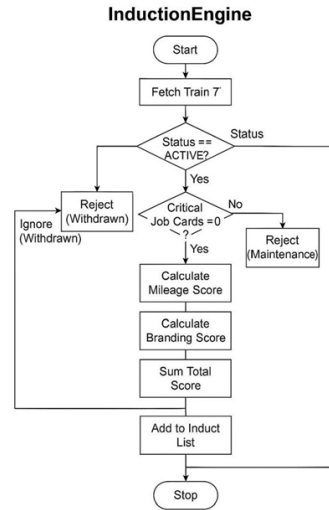 InductionEngine
Start
Fetch Train 7'
Status ==
ACTIVE?
Status
Yes
Reject
(Withdrawn)
Ignore
(Withdrawn)
Critical
Job Cards =0
?
No
Reject
(Maintenance)
Yes
Calculate
Mileage Score
Calculate
Branding Score
Sum Total
Score
Add to Induct
List
Stop